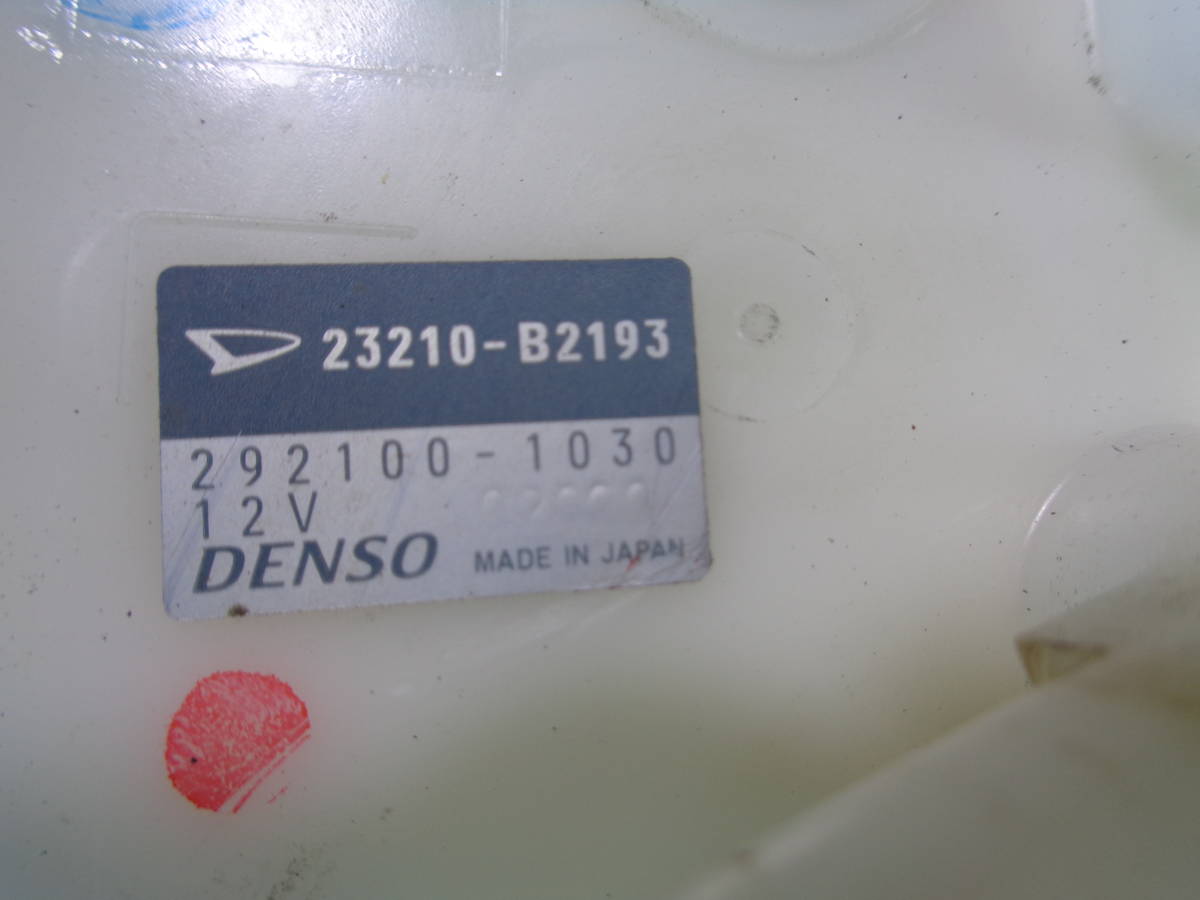 23210-B2193
292100-1030
12V
DENSO MADE IN JAPAN